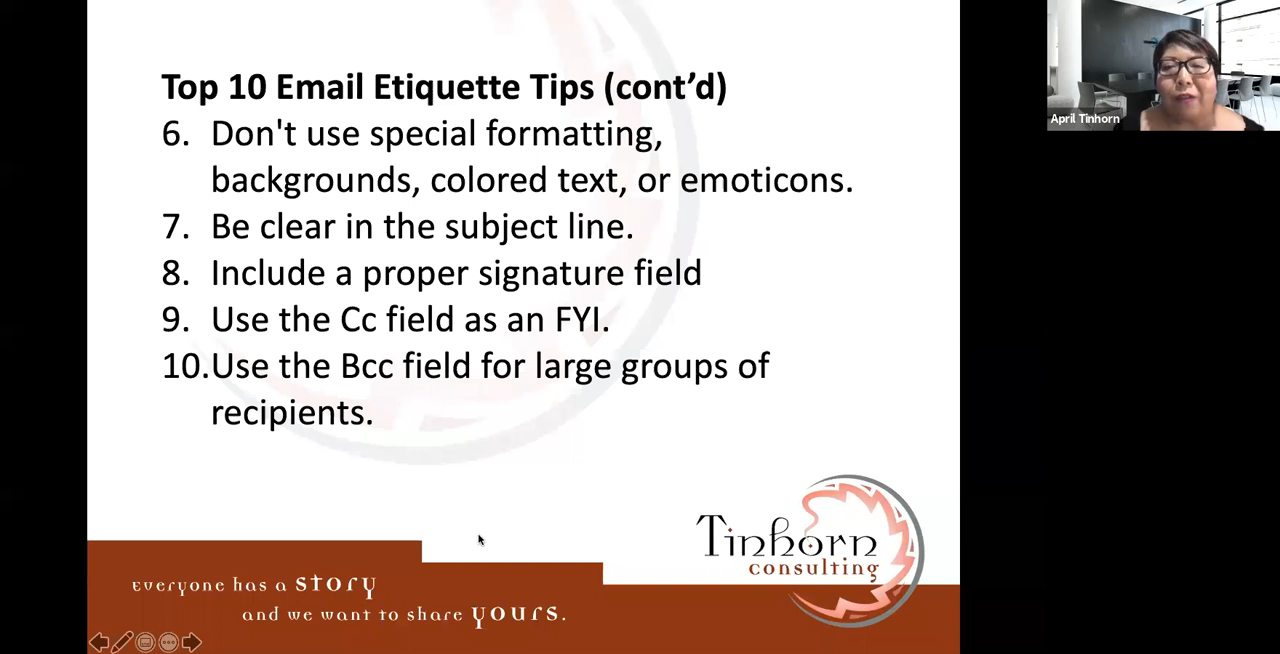 Top 10 Email Etiquette Tips (cont’d)
6. Don't use special formatting,
backgrounds, colored text, or emoticons.
7. Be clear in the subject line.
8. Include a proper signature field
9. Use the Cc field as an FYI.
10. Use the Bcc field for large groups of
recipients.
Tinhorn
consulting
everyone has a story
and we want to share yours.
April Tinhorn